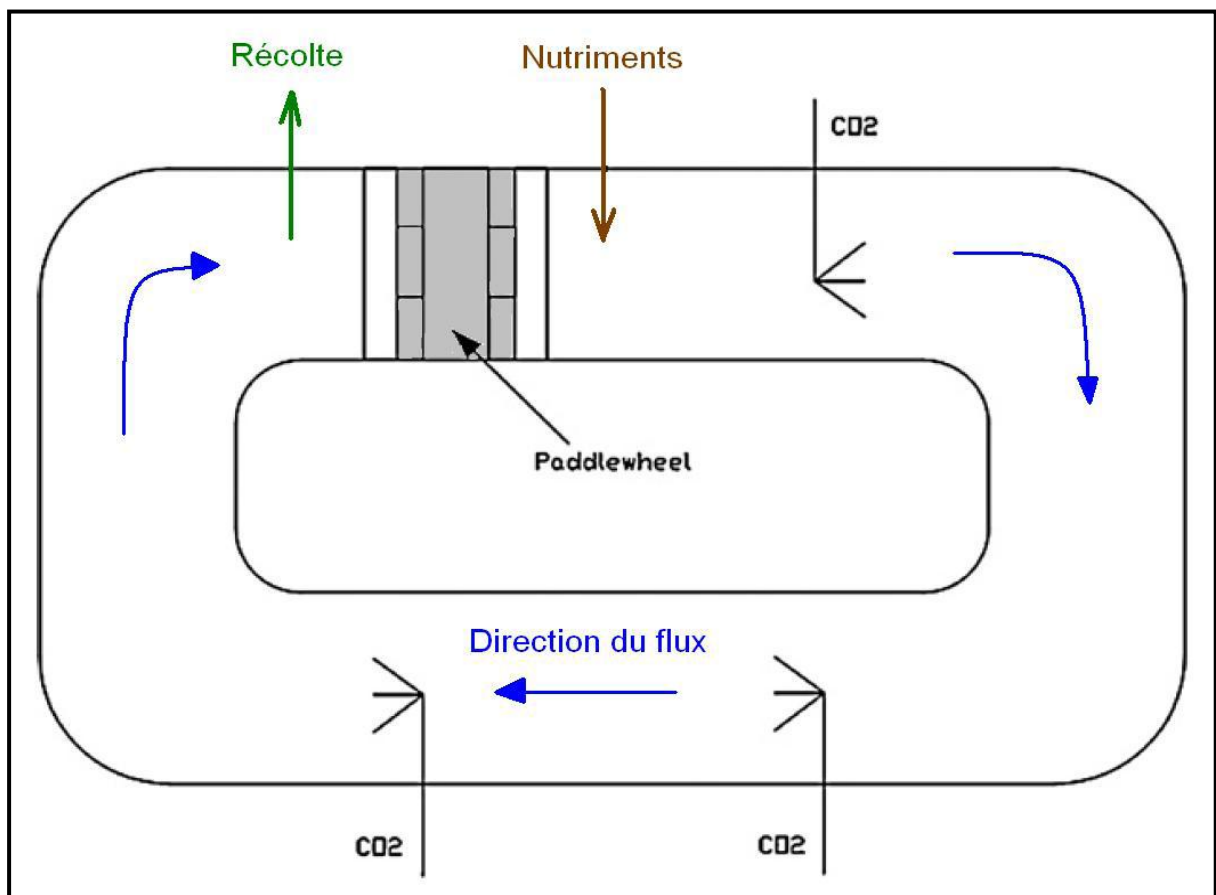 Récolte
Nutriments
CO2
Paddlewheel
Direction du flux
CO2
CO2